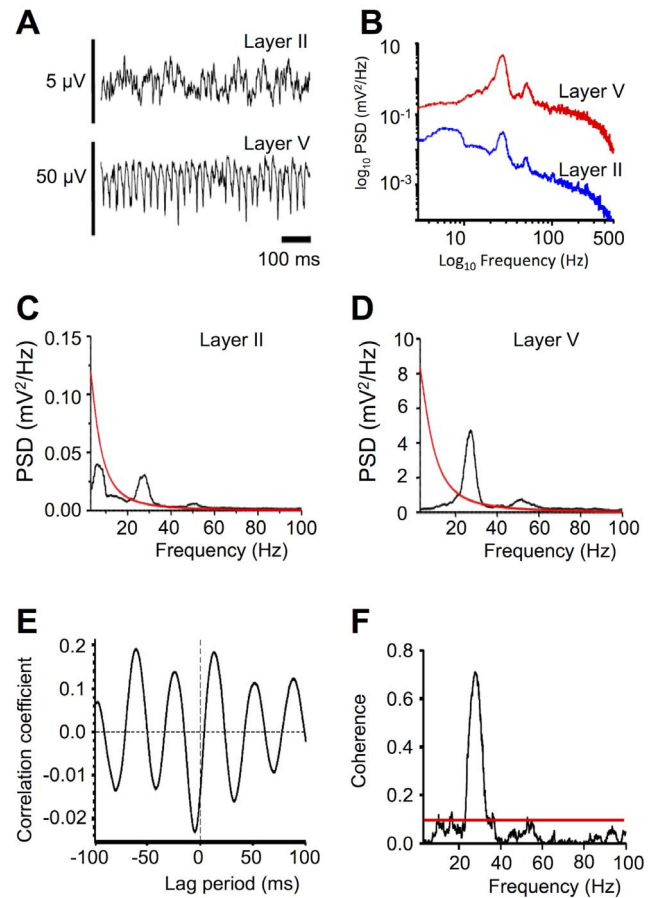 A
Layer II
5 µV
Layer V
50 µV
100 ms
B
log10 PSD (mV²/Hz)
10
10⁻¹
10⁻³
Layer V
Layer II
10
100
500
Log10 Frequency (Hz)
C
Layer II
PSD (mV²/Hz)
0.15
0.10
0.05
0.00
20
40
60
80
100
Frequency (Hz)
D
Layer V
PSD (mV²/Hz)
10
8
6
4
2
0
20
40
60
80
100
Frequency (Hz)
E
Correlation coefficient
0.2
0.1
0.0
-0.01
-0.02
-100
-50
0
50
100
Lag period (ms)
F
Coherence
0.8
0.6
0.4
0.2
0.0
20
40
60
80
100
Frequency (Hz)